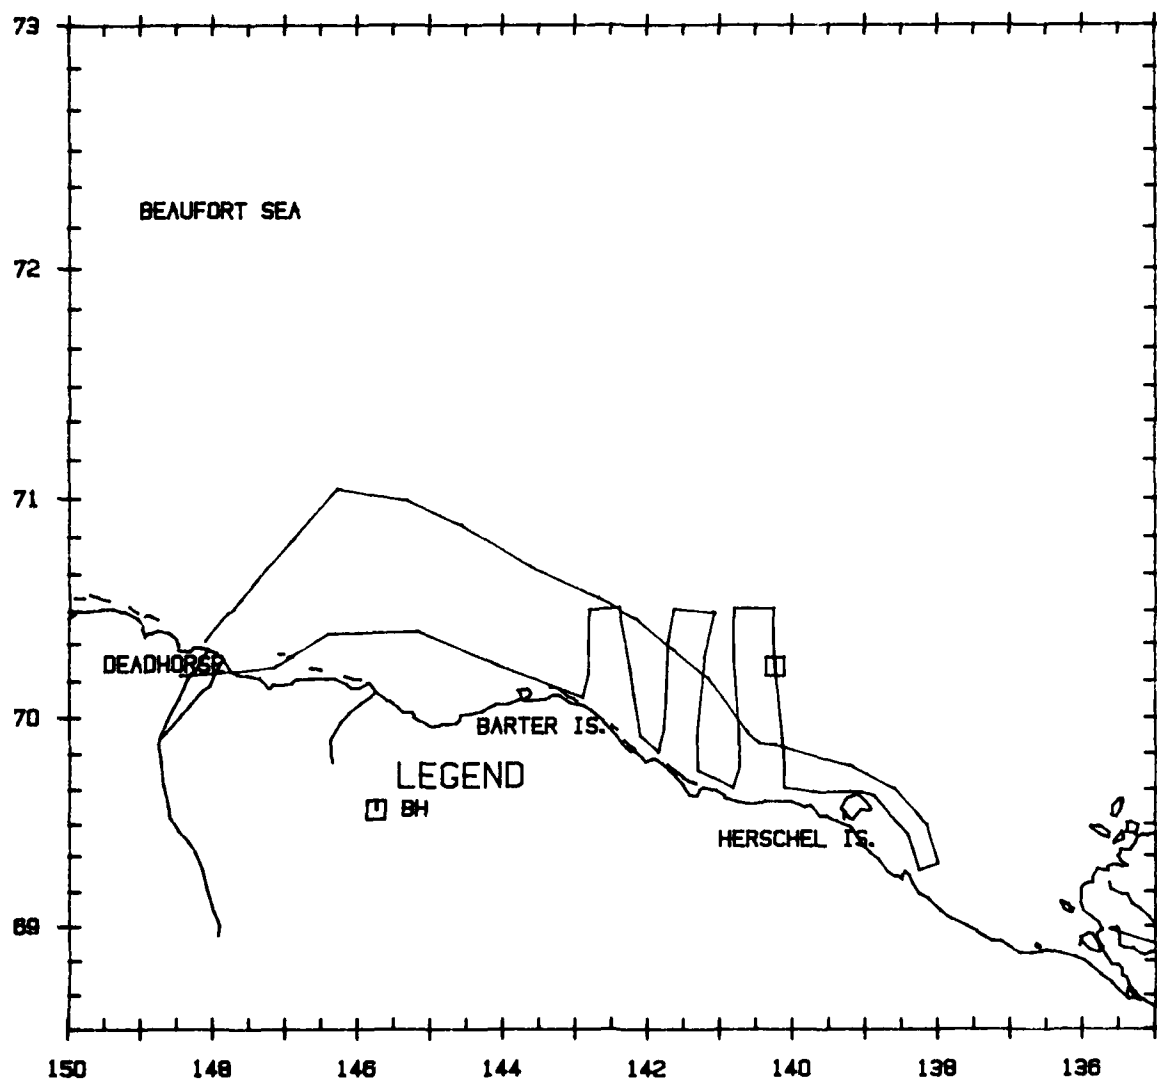 73
BEAUFORT SEA
72
71
DEADHORSE
70
BARTER IS.
LEGEND
BH
HERSCHEL IS.
69
150 148 146 144 142 140 138 136